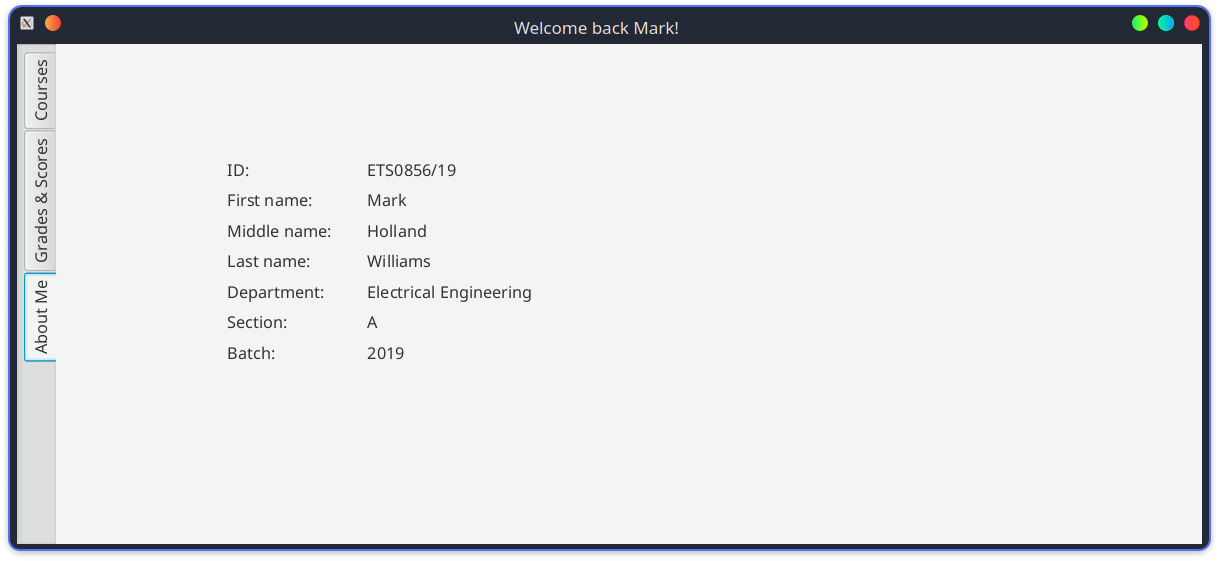 Welcome back Mark!
Courses
Grades & Scores
About Me
ID: ETS0856/19
First name: Mark
Middle name: Holland
Last name: Williams
Department: Electrical Engineering
Section: A
Batch: 2019